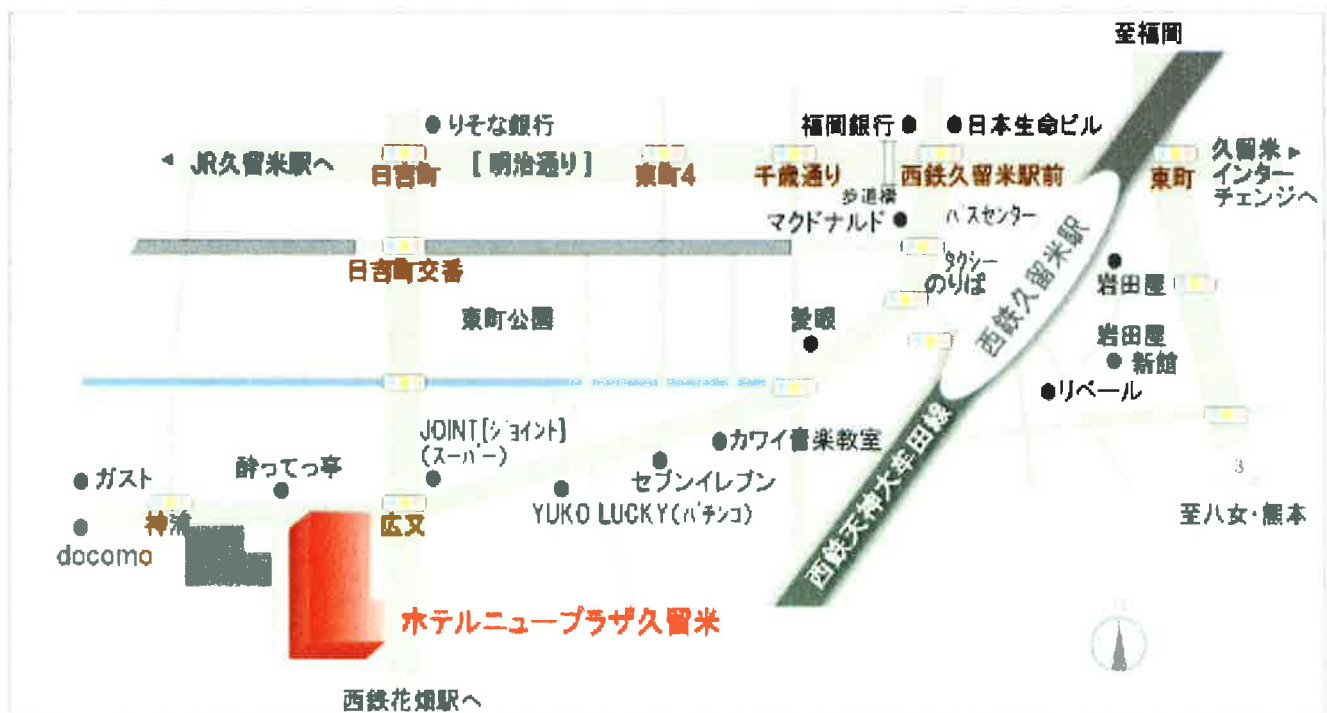 至福岡
りそな銀行
福岡銀行
日本生命ビル
JR久留米駅へ
日吉町
[明治通り]
東町4
千歳通り
西鉄久留米駅前
東町
久留米
インター
チェンジへ
歩道橋
マクドナルド
バスセンター
日吉町交番
タクシー
のりば
西鉄久留米駅
岩田屋
東町公園
愛眼
岩田屋
新館
リベール
JOINT[ジョイント]
(スーパー)
カワイ音楽教室
西鉄天神大牟田線
ガスト
酔ってっ亭
セブンイレブン
3
神浦
広又
YUKO LUCKY(パチンコ)
至八女・熊本
docomo
ホテルニュープラザ久留米
西鉄花畑駅へ